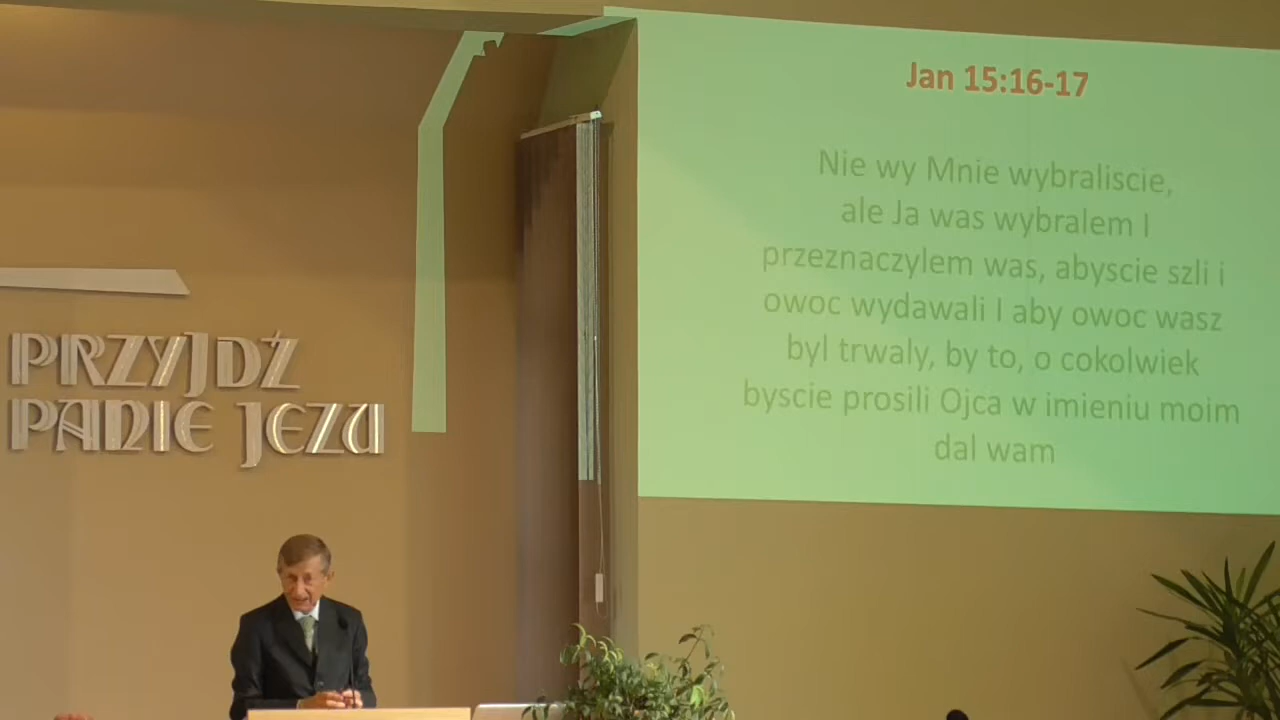 PRZYJDŹ
PANIE JEZU
Jan 15:16-17
Nie wy Mnie wybraliscie,
ale Ja was wybralem I
przeznaczylem was, abyscie szli i
owoc wydawali I aby owoc wasz
byl trwaly, by to, o cokolwiek
byscie prosili Ojca w imieniu moim
dal wam